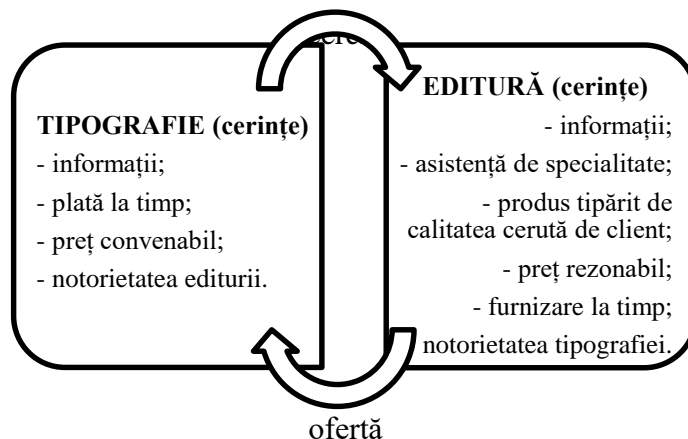 TIPOGRAFIE (cerințe)
- informații;
- plată la timp;
- preț convenabil;
- notorietatea editurii.
EDITURĂ (cerințe)
- informații;
- asistență de specialitate;
- produs tipărit de
calitatea cerută de client;
- preț rezonabil;
- furnizare la timp;
notorietatea tipografiei.
ofertă